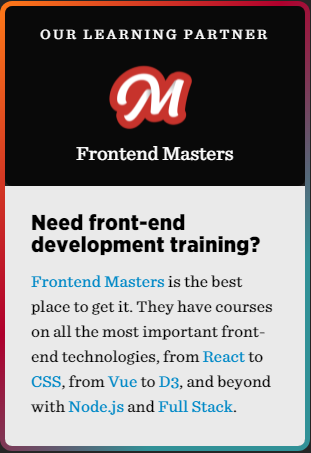 OUR LEARNING PARTNER
M
Frontend Masters
Need front-end
development training?
Frontend Masters is the best
place to get it. They have courses
on all the most important front-
end technologies, from React to
CSS, from Vue to D3, and beyond
with Node.js and Full Stack.